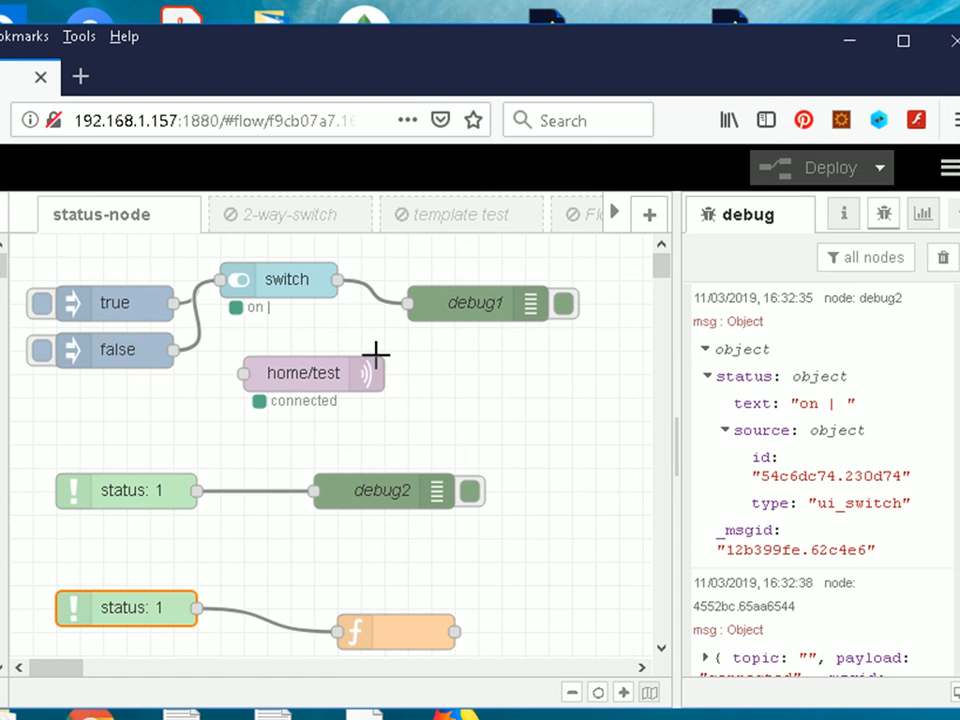 okmarks Tools Help
192.168.1.157:1880/#flow/f9cb07a7.16
Search
Deploy
status-node
2-way-switch
template test
Fl
debug
all nodes
true
switch
on |
debug1
false
home/test
connected
status: 1
debug2
status: 1
11/03/2019, 16:32:35 node: debug2
msg : Object
object
status: object
text: "on | "
source: object
id:
"54c6dc74.230d74"
type: "ui_switch"
_msgid:
"12b399fe.62c4e6"
11/03/2019, 16:32:38 node:
4552bc.65aa6544
msg : Object
{ topic: "", payload: